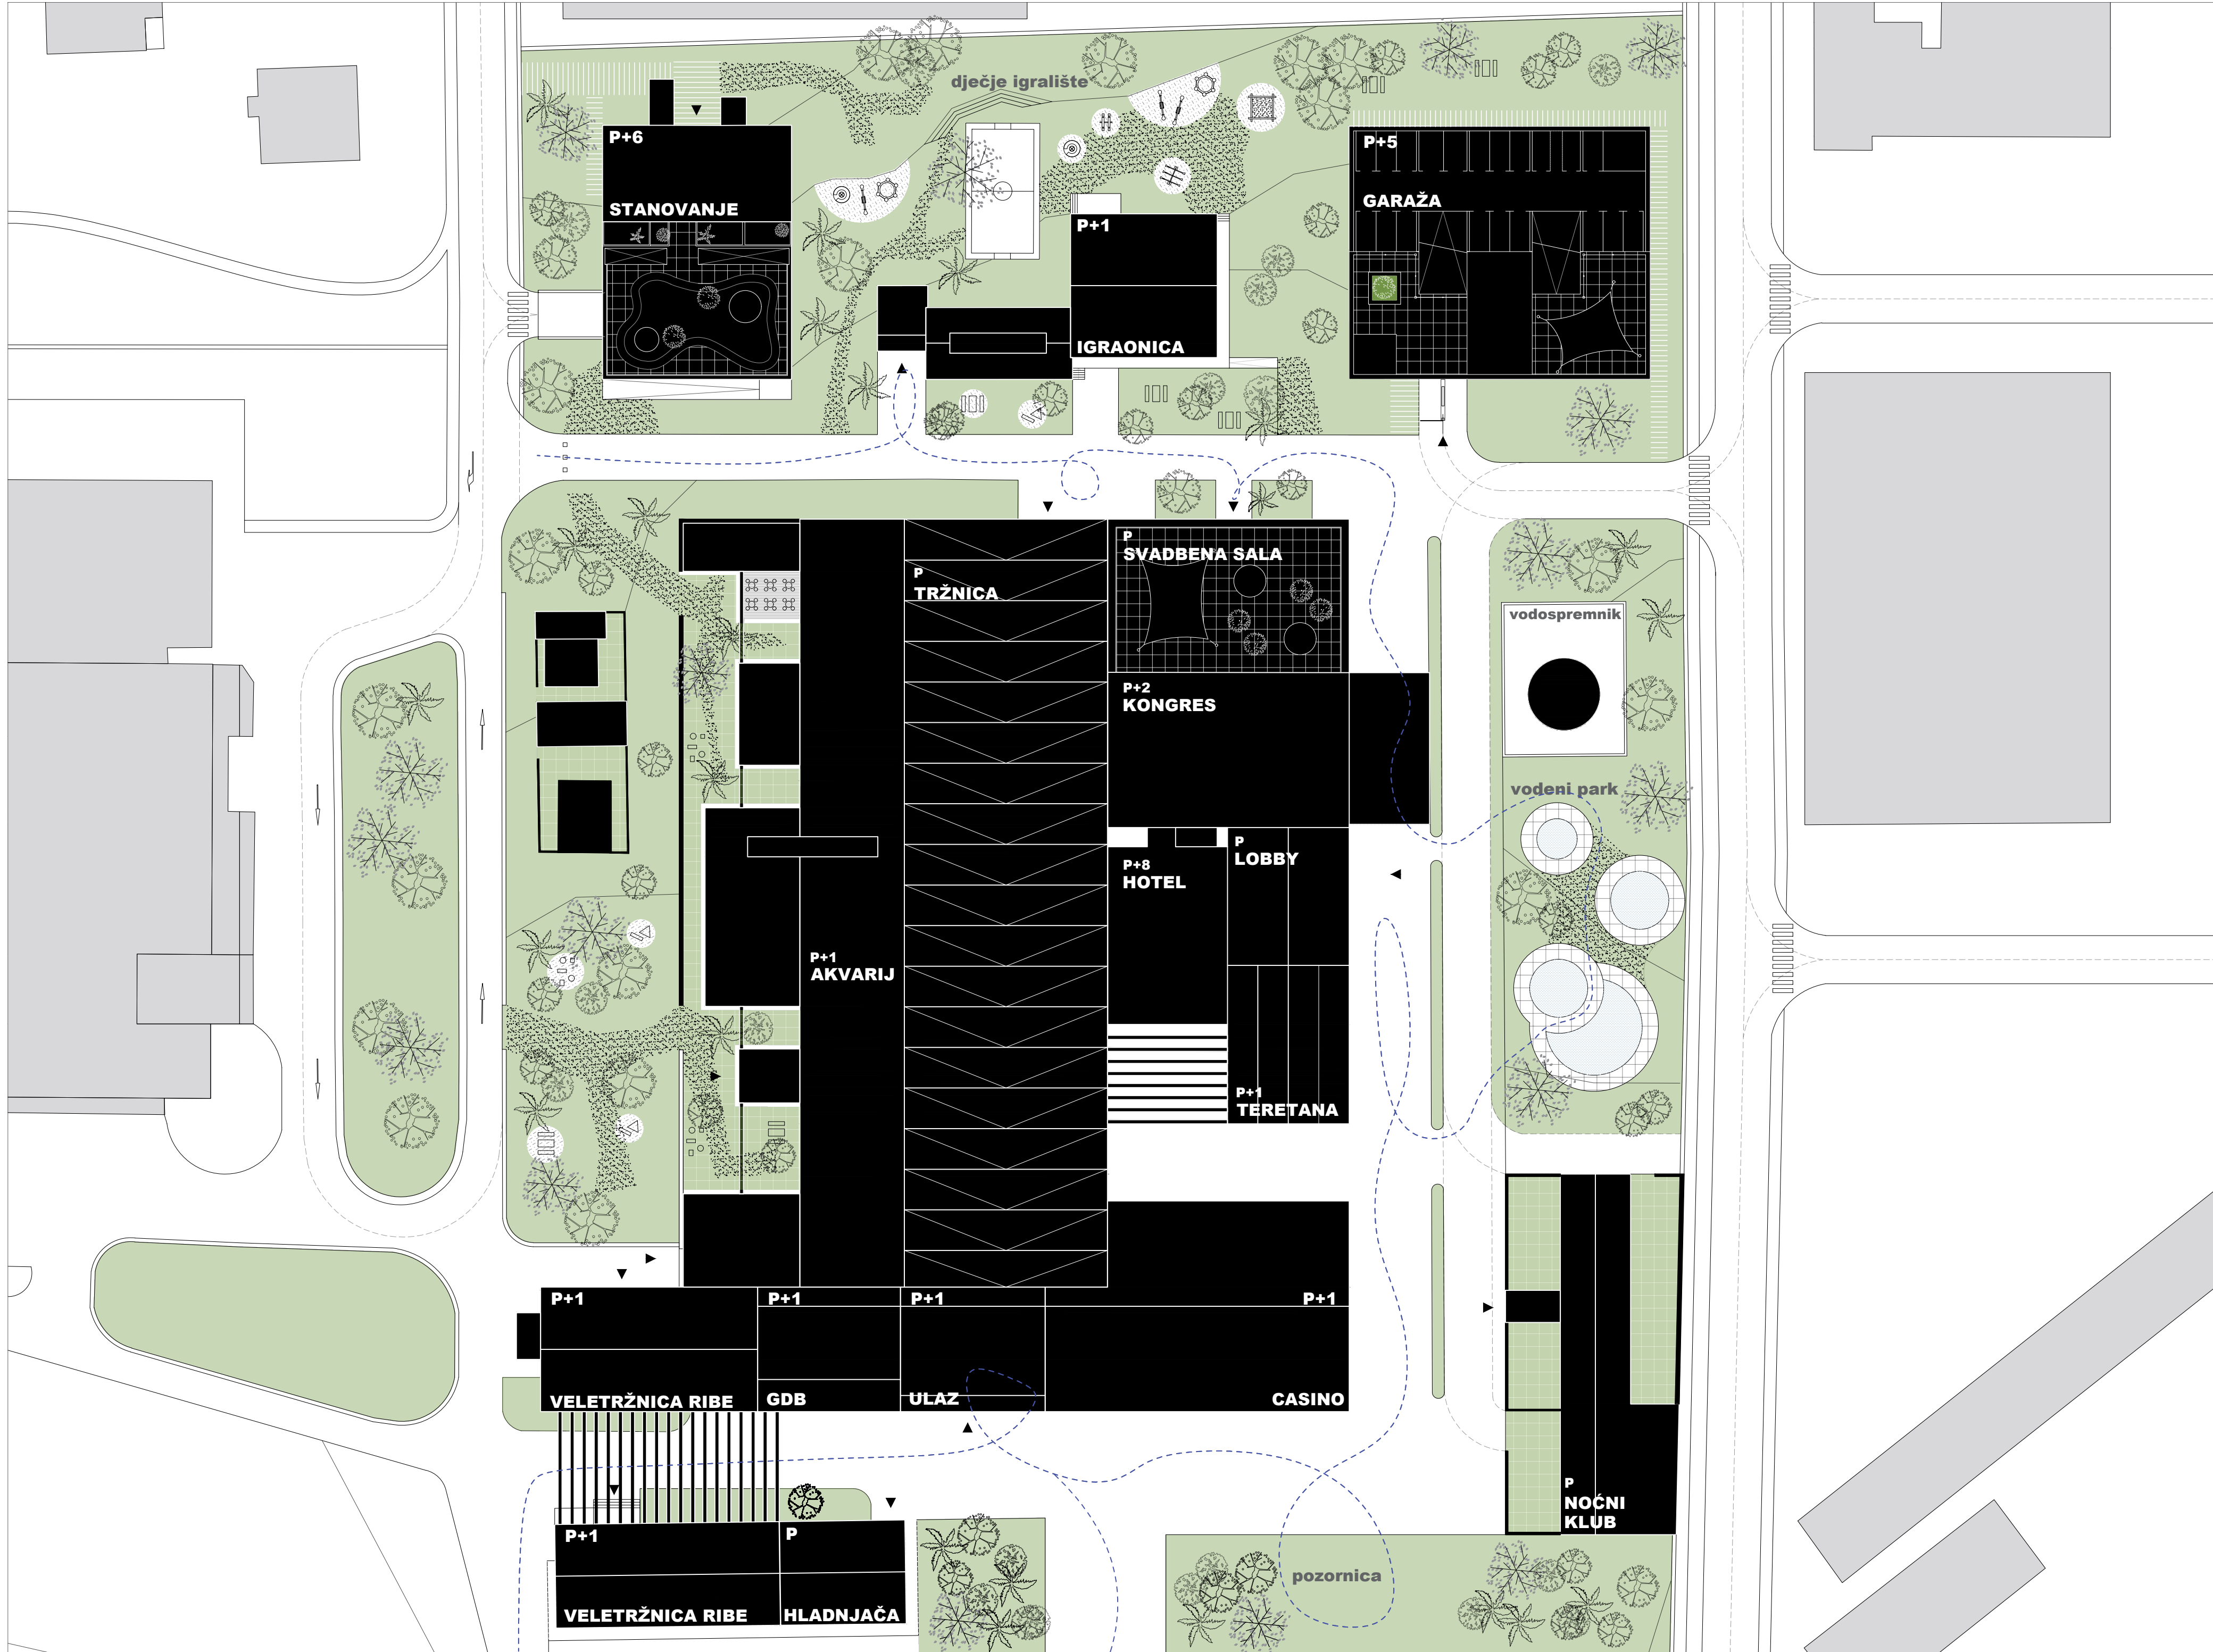 dječje igralište
P+6
STANOVANJE
P+5
GARAŽA
P+1
IGRAONICA
P
SVADBENA SALA
P
TRŽNICA
vodospremnik
P+2
KONGRES
vodeni park
P
LOBBY
P+8
HOTEL
P+1
AKVARIJ
P+1
TERETANA
P+1
P+1
P+1
P+1
VELETRŽNICA RIBE
GDB
ULAZ
CASINO
P
NOĆNI
KLUB
P+1
P
pozornica
VELETRŽNICA RIBE
HLADNJAČA